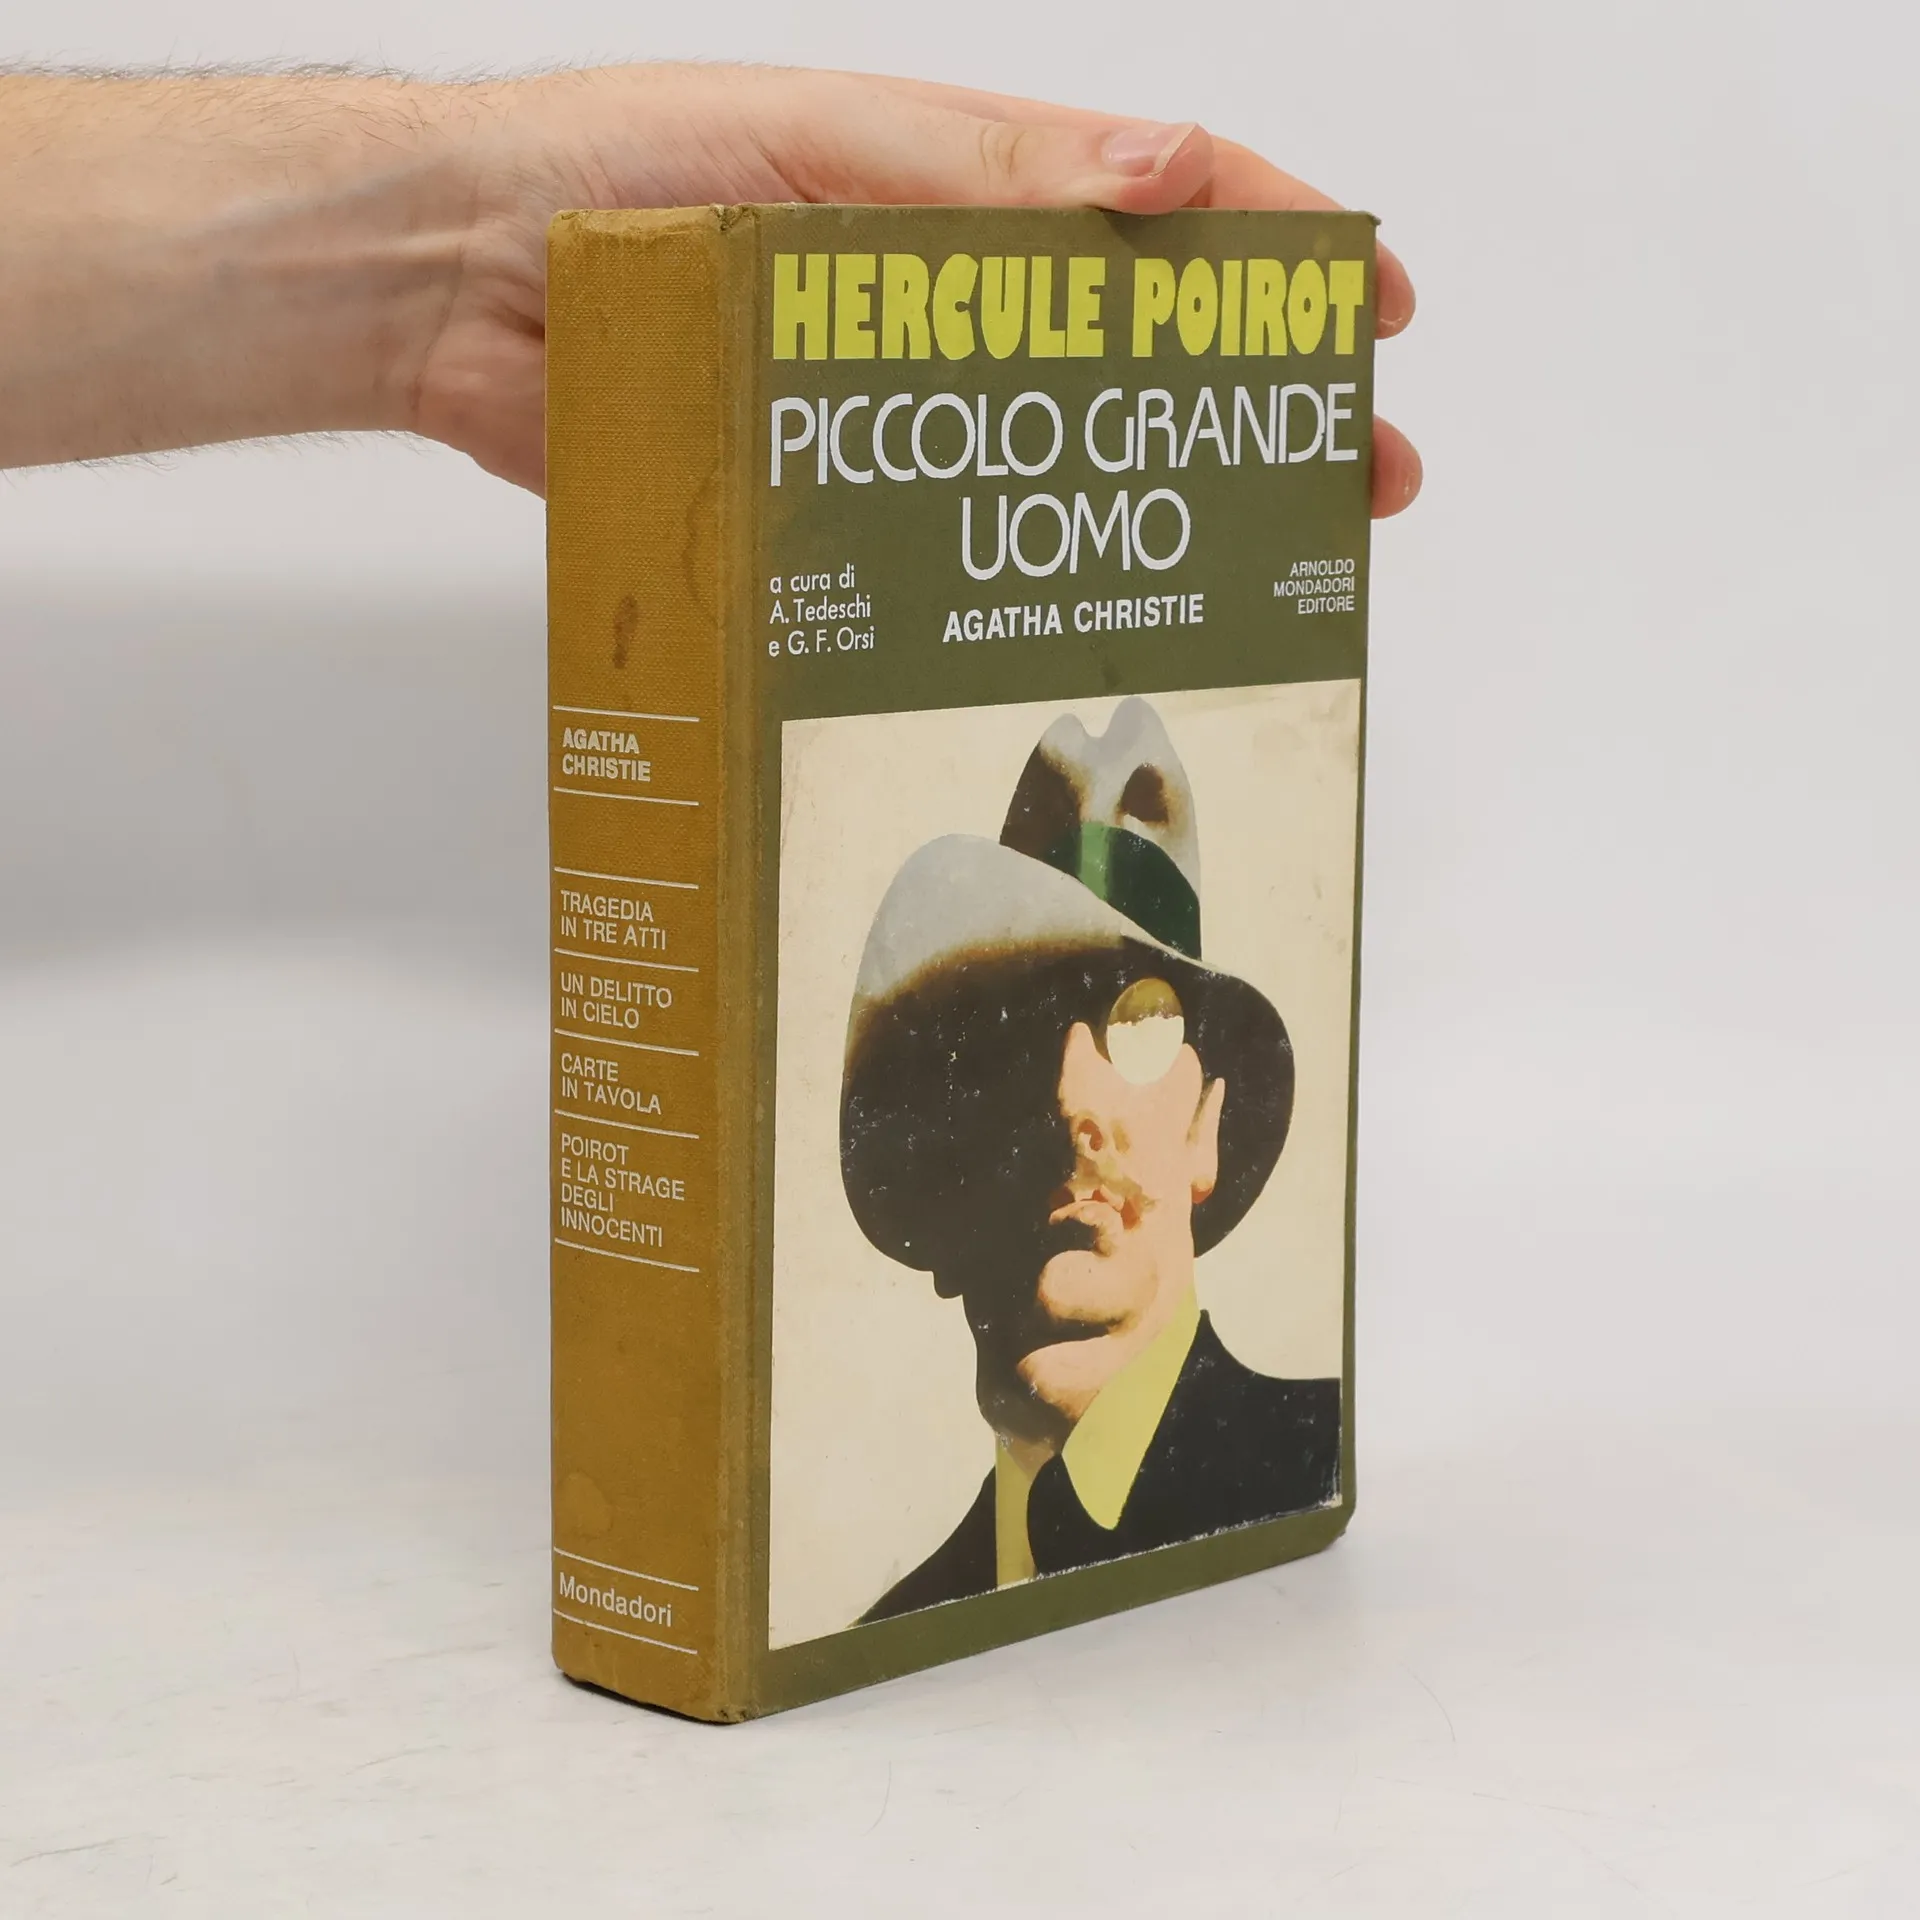 HERCULE POIROT
PICCOLO GRANDE
UOMO
a cura di
A. Tedeschi
e G. F. Orsi
AGATHA CHRISTIE
ARNOLDO
MONDADORI
EDITORE
AGATHA
CHRISTIE
TRAGEDIA
IN TRE ATTI
UN DELITTO
IN CIELO
CARTE
IN TAVOLA
POIROT
E LA STRAGE
DEGLI
INNOCENTI
Mondadori